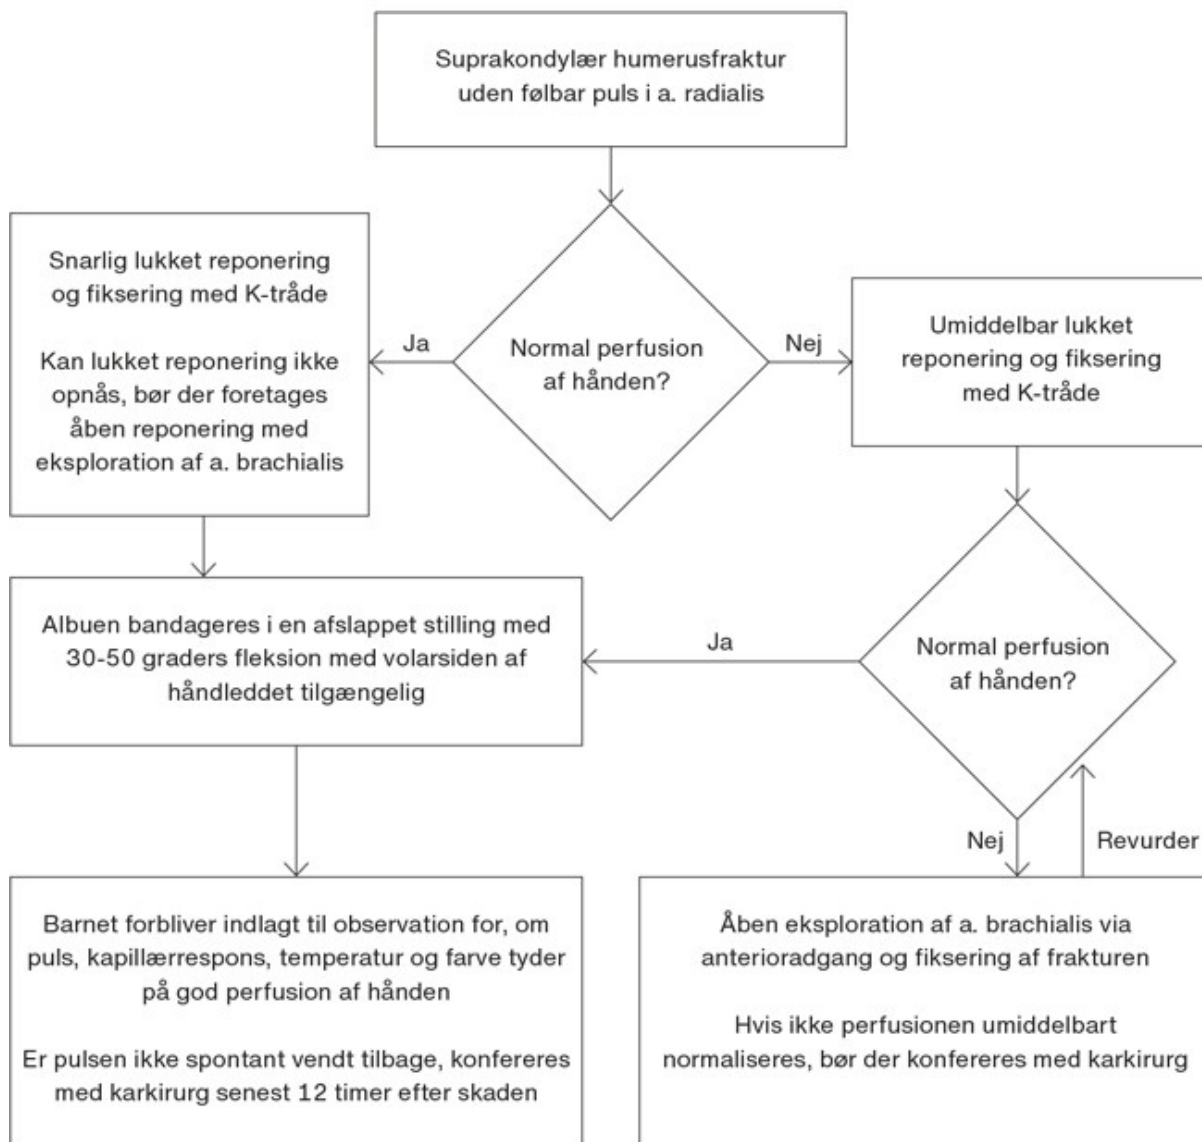 Suprakondylær humerusfraktur
uden følbar puls i a. radialis
Normal perfusion
af hånden?
Ja
Nej
Snarlig lukket reponering
og fiksering med K-tråde
Kan lukket reponering ikke
opnås, bør der foretages
åben reponering med
eksploration af a. brachialis
Umiddelbar lukket
reponering og fiksering
med K-tråde
Normal perfusion
af hånden?
Ja
Nej
Revurder
Albuen bandageres i en afslappet stilling med
30-50 graders fleksion med volarsiden af
håndleddet tilgængelig
Barnet forbliver indlagt til observation for, om
puls, kapillærrespons, temperatur og farve tyder
på god perfusion af hånden
Er pulsen ikke spontant vendt tilbage, konfereres
med karkirurg senest 12 timer efter skaden
Åben eksploration af a. brachialis via
anterioradgang og fiksering af frakturen
Hvis ikke perfusionen umiddelbart
normaliseres, bør der konfereres med karkirurg